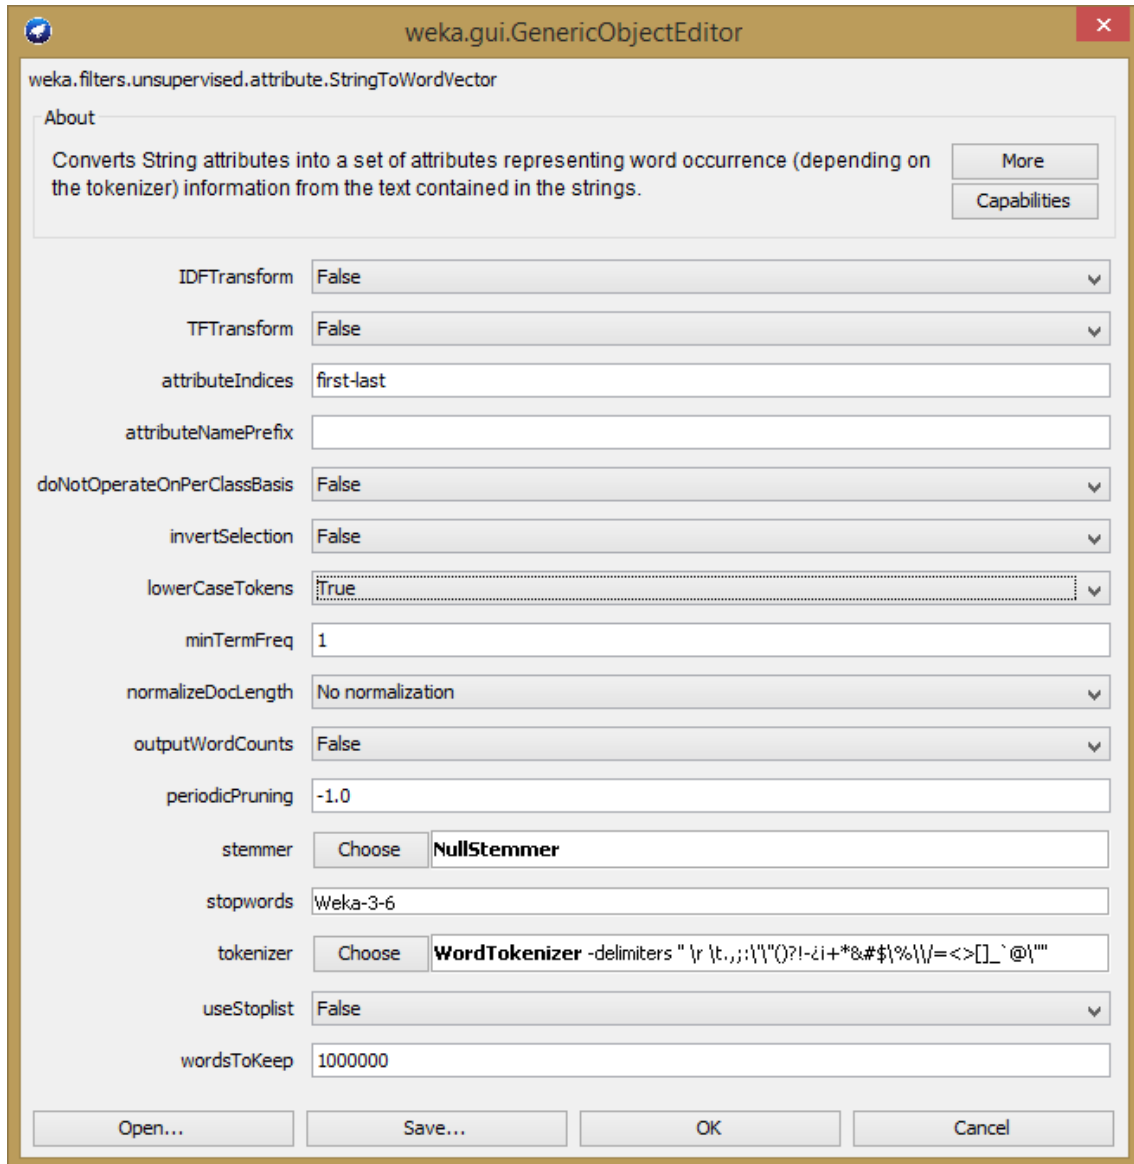 weka.gui.GenericObjectEditor
weka.filters.unsupervised.attribute.StringToWordVector
About
Converts String attributes into a set of attributes representing word occurrence (depending on
the tokenizer) information from the text contained in the strings.
More
Capabilities
IDFTransform False
TFTransform False
attributeIndices first-last
attributeNamePrefix
doNotOperateOnPerClassBasis False
invertSelection False
lowerCaseTokens True
minTermFreq 1
normalizeDocLength No normalization
outputWordCounts False
periodicPruning -1.0
stemmer Choose NullStemmer
stopwords Weka-3-6
tokenizer Choose WordTokenizer -delimiters " \r \t.,;:\'\"()?!-¿¡+*&#$\%\\/=<>[]_`@\""
useStoplist False
wordsToKeep 1000000
Open... Save... OK Cancel